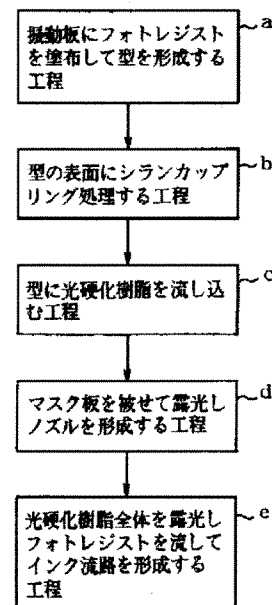 振動板にフォトレジスト a
を塗布して型を形成する
工程
型の表面にシランカップ b
リング処理する工程
型に光硬化樹脂を流し込 c
む工程
マスク板を被せて露光し d
ノズルを形成する工程
光硬化樹脂全体を露光し e
フォトレジストを流して
インク流路を形成する
工程